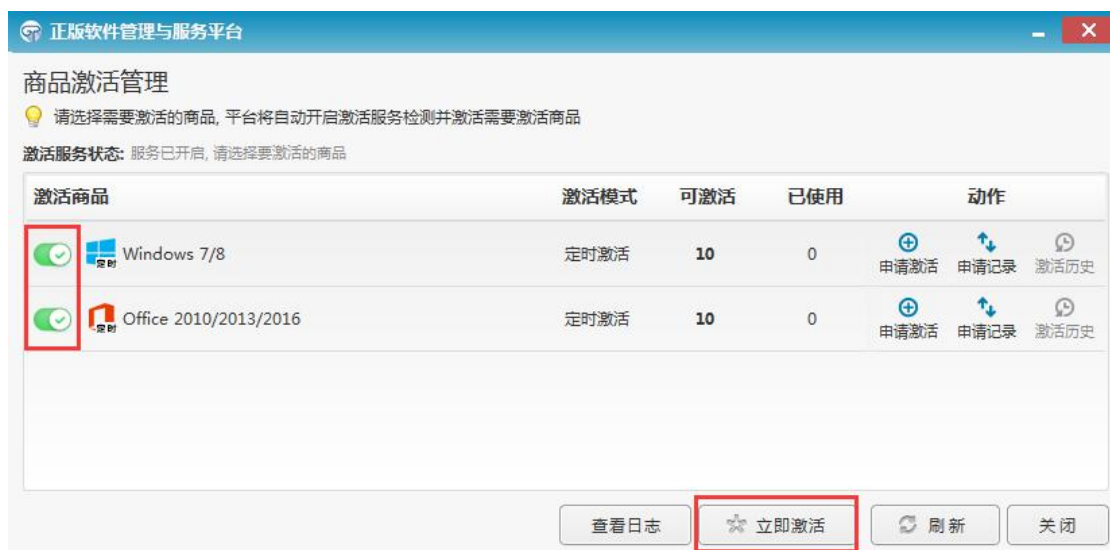 正版软件管理与服务平台
商品激活管理
请选择需要激活的商品, 平台将自动开启激活服务检测并激活需要激活商品
激活服务状态: 服务已开启, 请选择要激活的商品
激活商品 激活模式 可激活 已使用 动作
定时 Windows 7/8 定时激活 10 0 申请激活 申请记录 激活历史
定时 Office 2010/2013/2016 定时激活 10 0 申请激活 申请记录 激活历史
查看日志 立即激活 刷新 关闭